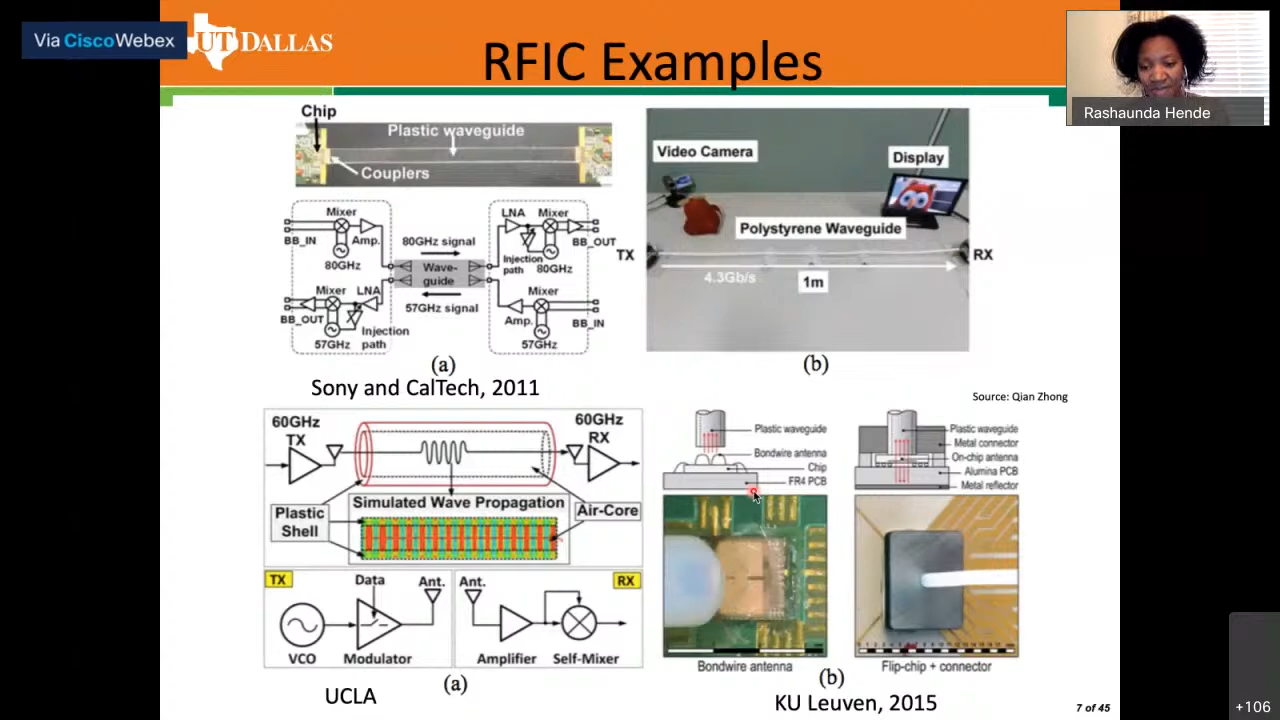 Via Cisco Webex
UT DALLAS
RFIC Examples
Rashaunda Hende
Chip
Plastic waveguide
Couplers
Mixer
BB_IN
Amp.
80GHz
80GHz signal
Wave-
guide
57GHz signal
LNA
Mixer
BB_OUT
Injection
path
80GHz
Mixer
LNA
BB_OUT
Injection
path
57GHz
Mixer
Amp.
BB_IN
57GHz
(a)
Sony and CalTech, 2011
Video Camera
Display
Polystyrene Waveguide
TX
RX
4.3Gb/s
1m
(b)
Source: Qian Zhong
60GHz
TX
60GHz
RX
Simulated Wave Propagation
Plastic
Shell
Air-Core
TX
Data
Ant.
VCO
Modulator
Ant.
RX
Amplifier
Self-Mixer
(a)
UCLA
Plastic waveguide
Bondwire antenna
Chip
FR4 PCB
Plastic waveguide
Metal connector
On-chip antenna
Alumina PCB
Metal reflector
Bondwire antenna
Flip-chip + connector
(b)
KU Leuven, 2015
7 of 45
+106